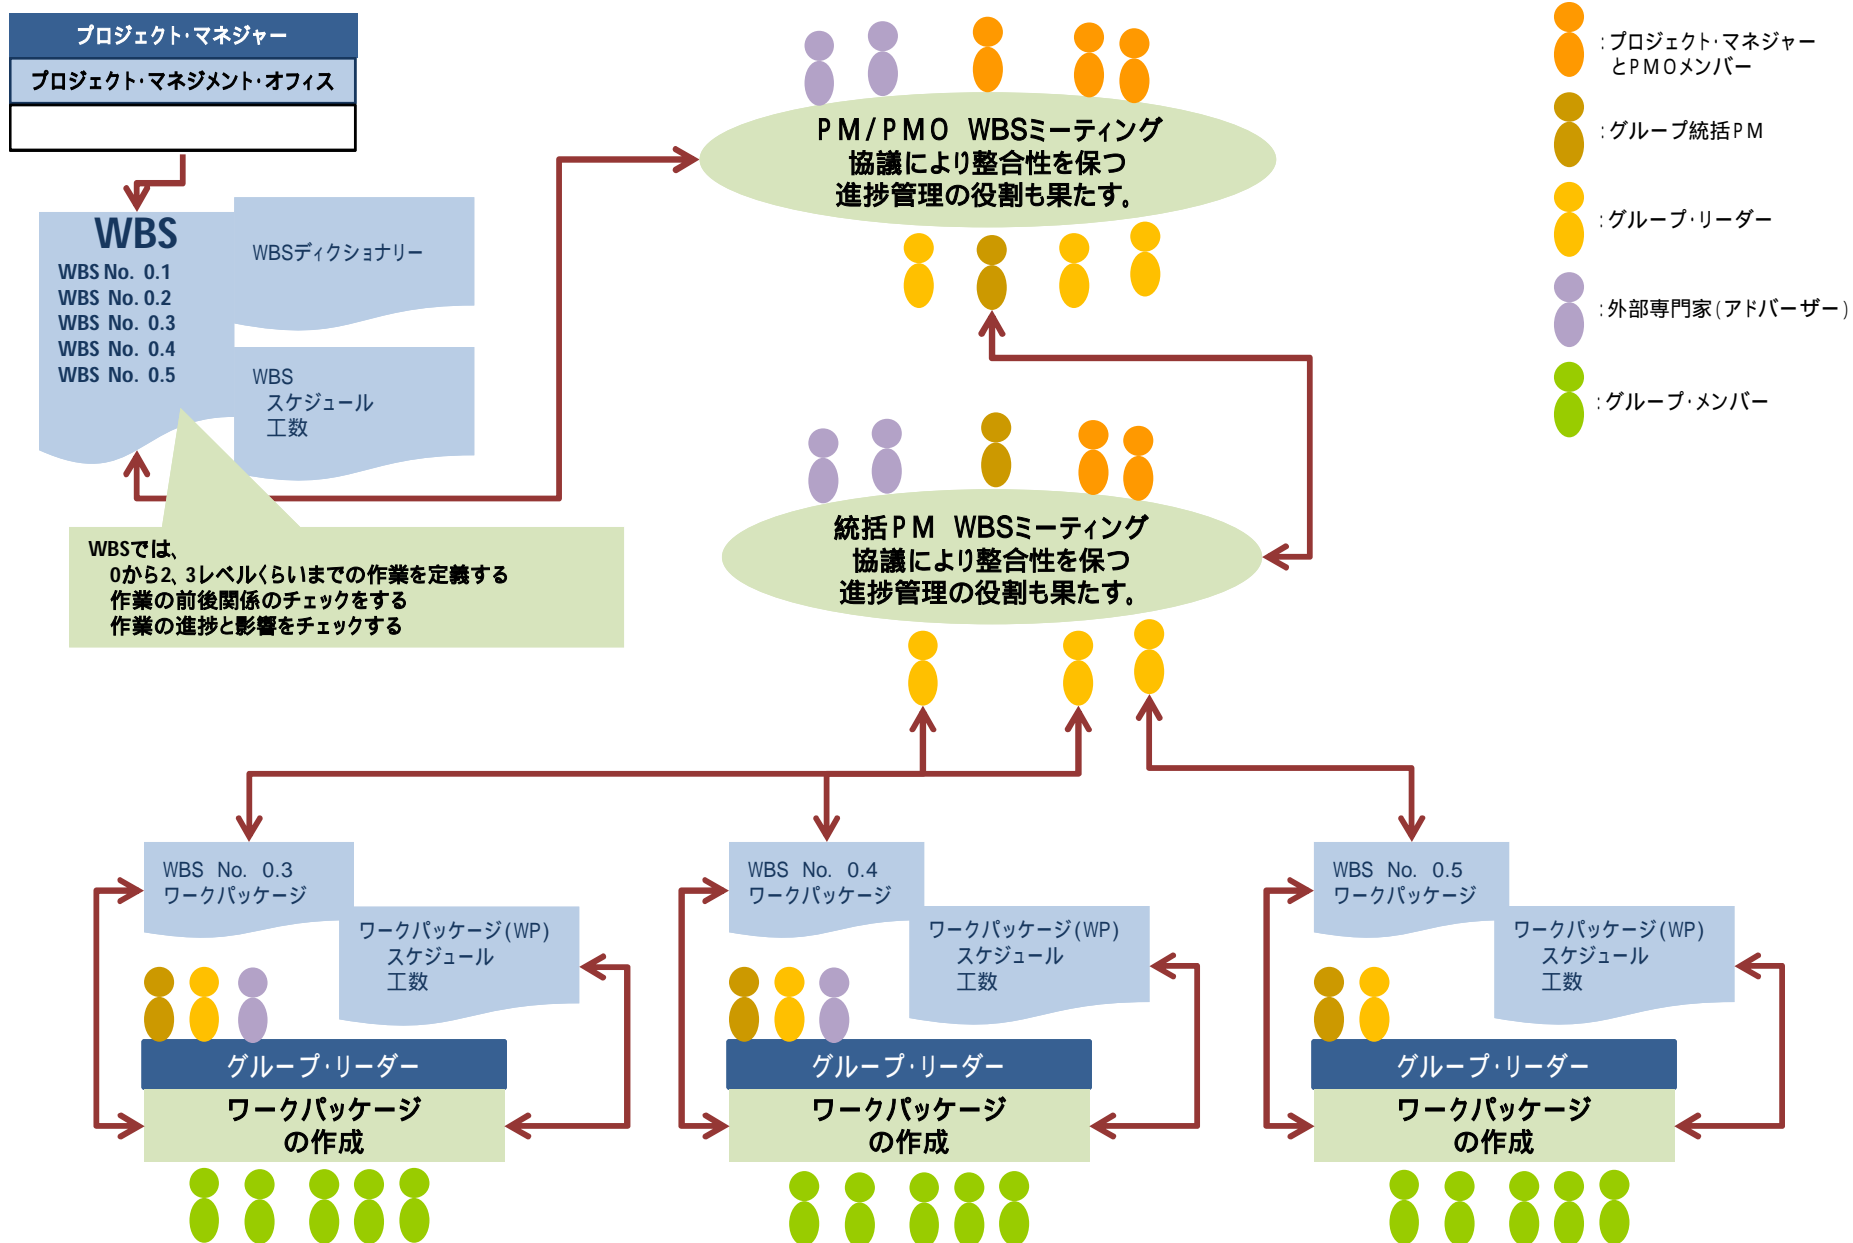 プロジェクト・マネジャー
プロジェクト・マネジメント・オフィス
WBS
WBS No. 0.1
WBS No. 0.2
WBS No. 0.3
WBS No. 0.4
WBS No. 0.5
WBSディクショナリー
WBS
スケジュール
工数
WBSでは、
0から2、3レベルくらいまでの作業を定義する
作業の前後関係のチェックをする
作業の進捗と影響をチェックする
PM/PMO WBSミーティング
協議により整合性を保つ
進捗管理の役割も果たす。
統括PM WBSミーティング
協議により整合性を保つ
進捗管理の役割も果たす。
:プロジェクト・マネジャー
とPMOメンバー
:グループ統括PM
:グループ・リーダー
:外部専門家(アドバーザー)
:グループ・メンバー
WBS No. 0.3
ワークパッケージ
ワークパッケージ(WP)
スケジュール
工数
グループ・リーダー
ワークパッケージ
の作成
WBS No. 0.4
ワークパッケージ
ワークパッケージ(WP)
スケジュール
工数
グループ・リーダー
ワークパッケージ
の作成
WBS No. 0.5
ワークパッケージ
ワークパッケージ(WP)
スケジュール
工数
グループ・リーダー
ワークパッケージ
の作成